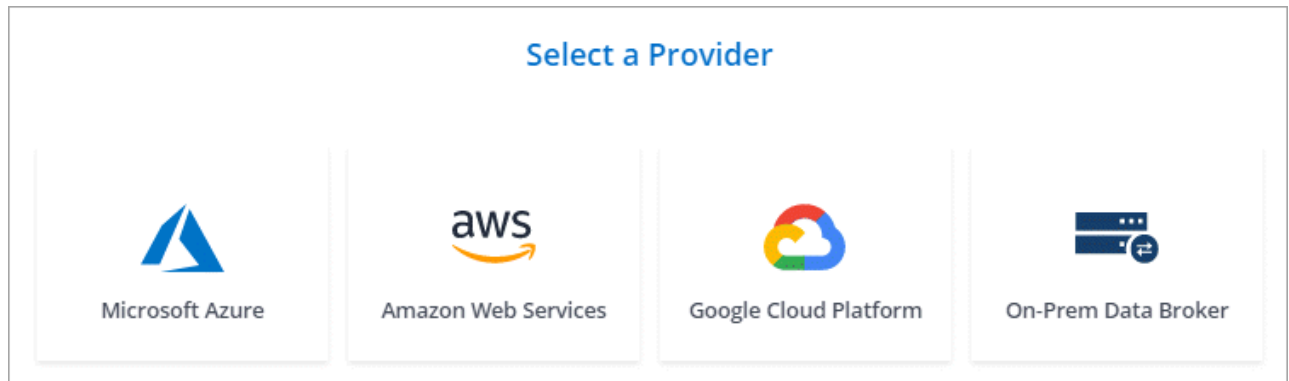 Select a Provider
aws
Microsoft Azure
Amazon Web Services
Google Cloud Platform
On-Prem Data Broker